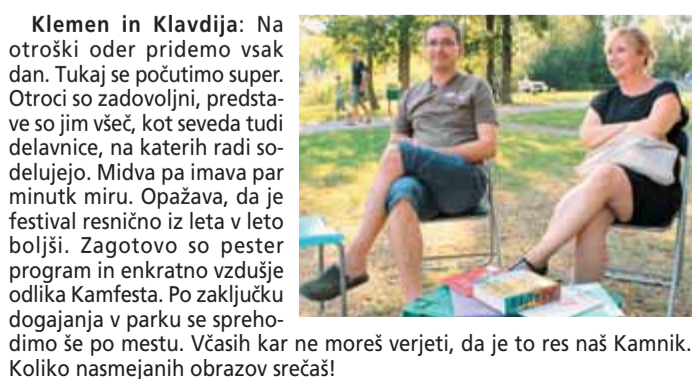 Klemen in Klavdija: Na
otroški oder pridemo vsak
dan. Tukaj se počutimo super.
Otroci so zadovoljni, predsta-
ve so jim všeč, kot seveda tudi
delavnice, na katerih radi so-
delujejo. Midva pa imava par
minutk miru. Opažava, da je
festival resnično iz leta v leto
boljši. Zagotovo so pester
program in enkratno vzdušje
odlika Kamfesta. Po zaključku
dogajanja v parku se spreho-
dimo še po mestu. Včasih kar ne moreš verjeti, da je to res naš Kamnik.
Koliko nasmejanih obrazov srečaš!